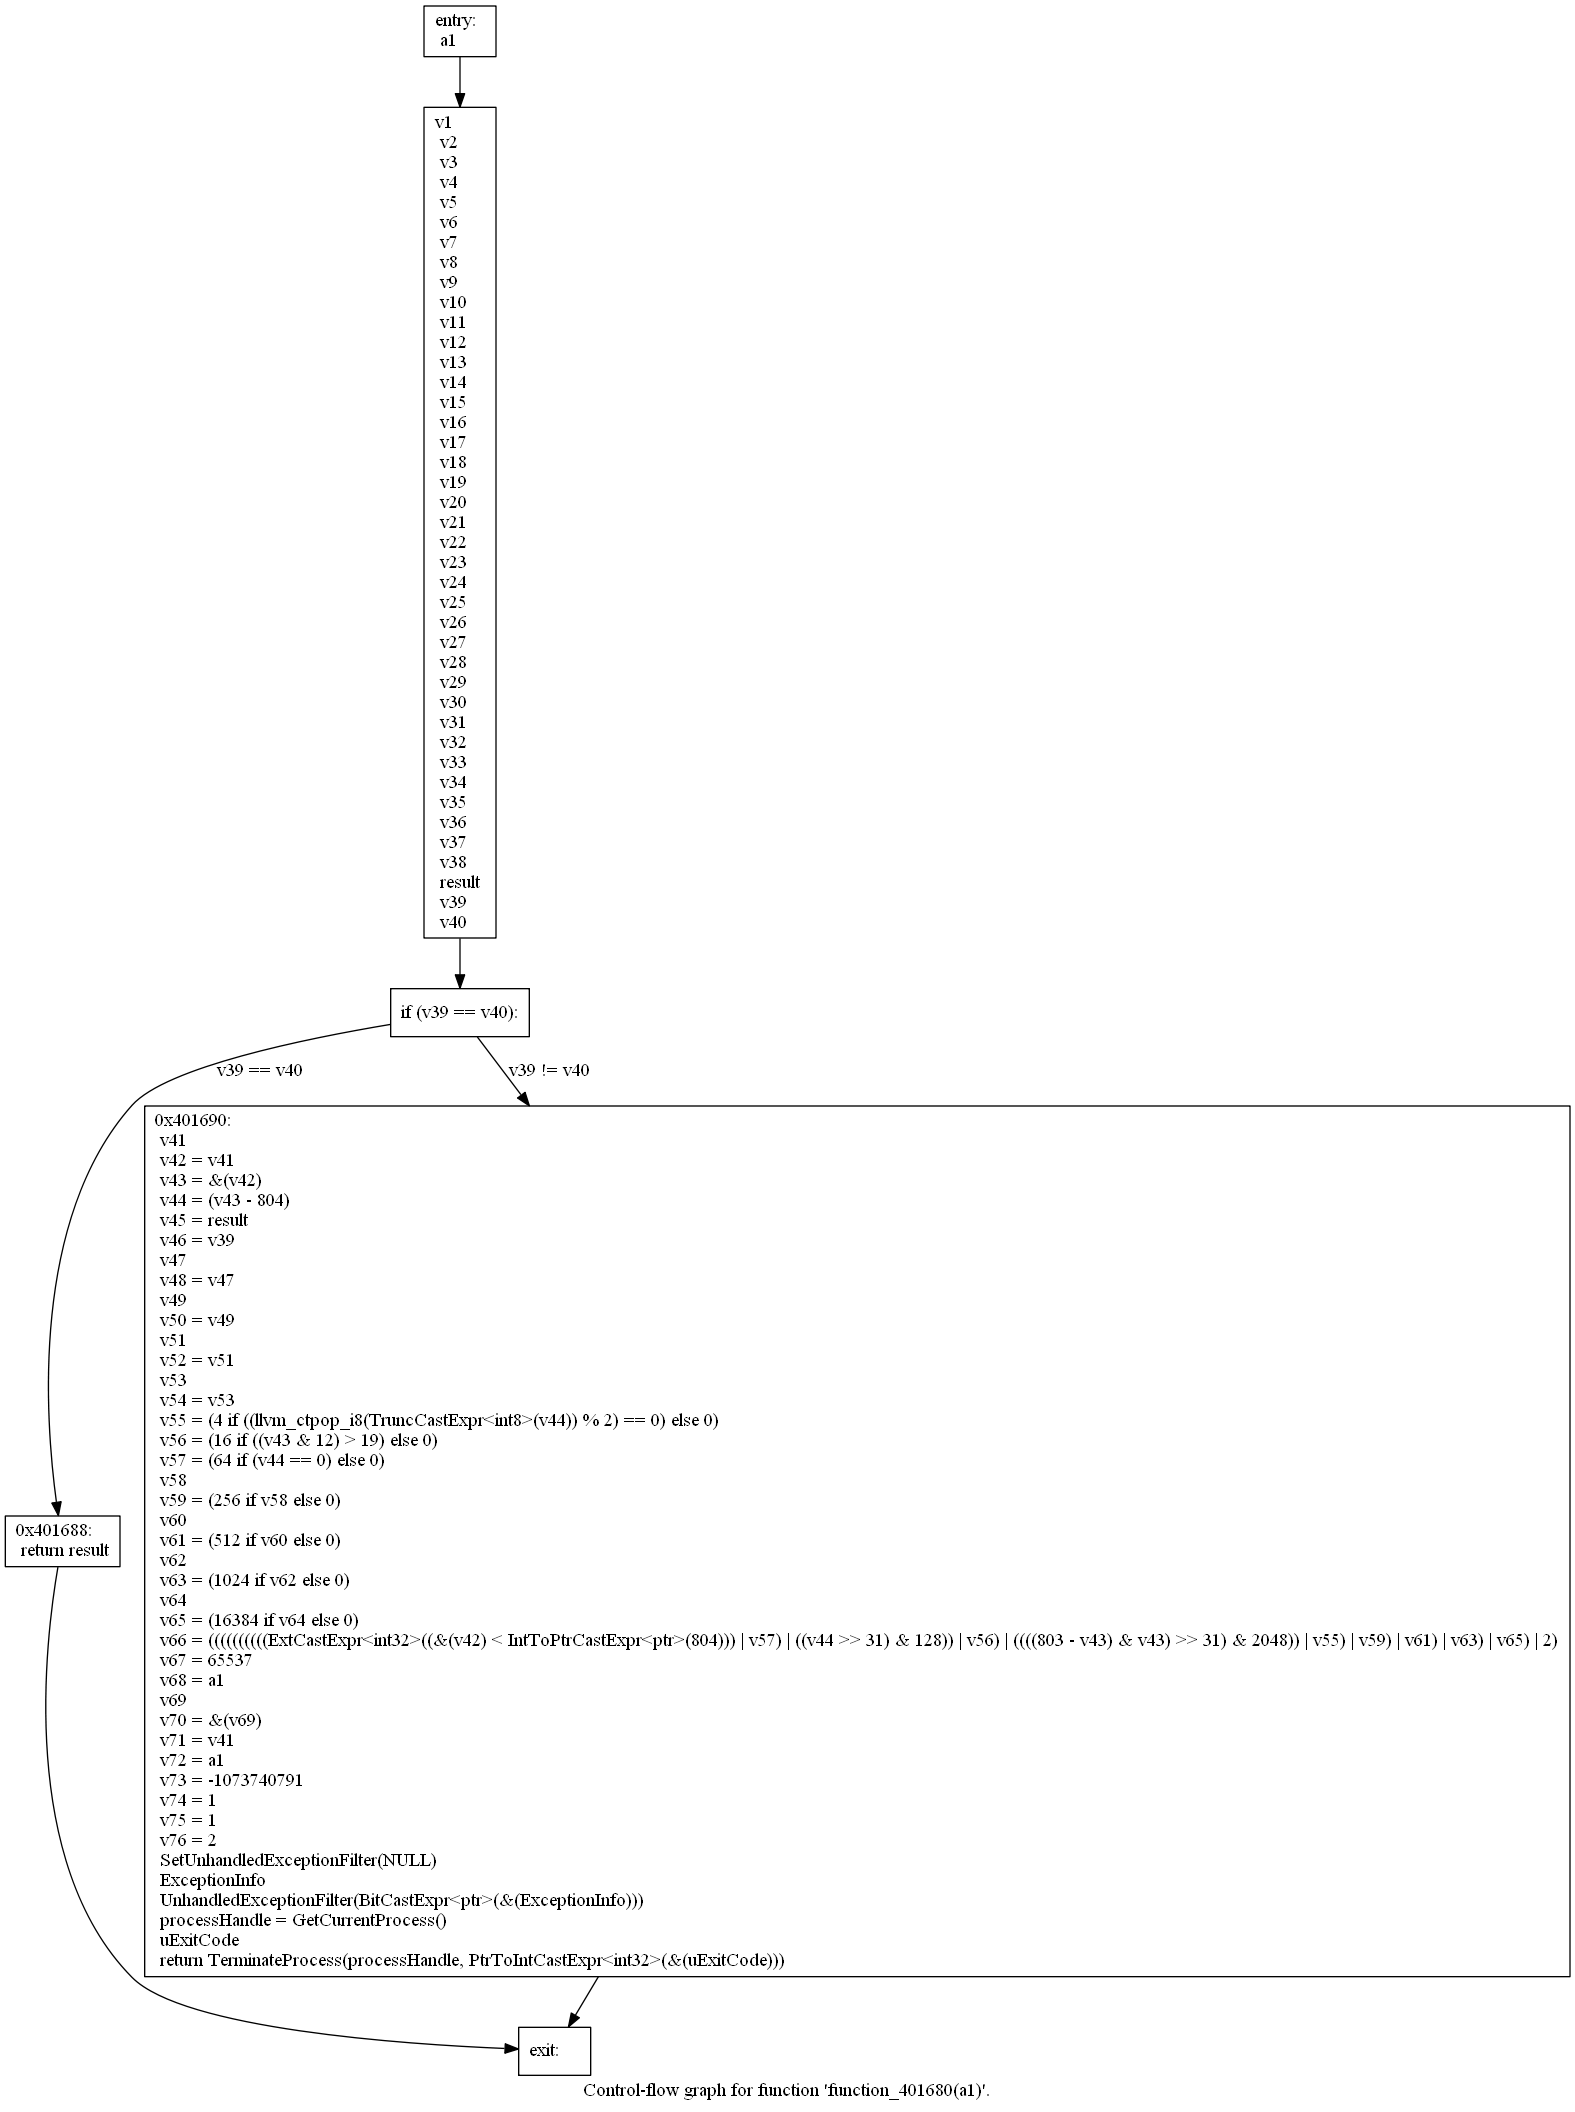 entry:
a1
v1
v2
v3
v4
v5
v6
v7
v8
v9
v10
v11
v12
v13
v14
v15
v16
v17
v18
v19
v20
v21
v22
v23
v24
v25
v26
v27
v28
v29
v30
v31
v32
v33
v34
v35
v36
v37
v38
result
v39
v40
if (v39 == v40):
v39 == v40
v39 != v40
0x401690:
v41
v42 = v41
v43 = &(v42)
v44 = (v43 - 804)
v45 = result
v46 = v39
v47
v48 = v47
v49
v50 = v49
v51
v52 = v51
v53
v54 = v53
v55 = (4 if ((llvm_ctpop_i8(TruncCastExpr<int8>(v44)) % 2) == 0) else 0)
v56 = (16 if ((v43 & 12) > 19) else 0)
v57 = (64 if (v44 == 0) else 0)
v58
v59 = (256 if v58 else 0)
v60
v61 = (512 if v60 else 0)
v62
v63 = (1024 if v62 else 0)
v64
v65 = (16384 if v64 else 0)
v66 = ((((((((((ExtCastExpr<int32>((&(v42) < IntToPtrCastExpr<ptr>(804))) | v57) | ((v44 >> 31) & 128)) | v56) | ((((803 - v43) & v43) >> 31) & 2048)) | v55) | v59) | v61) | v63) | v65) | 2)
v67 = 65537
v68 = a1
v69
v70 = &(v69)
v71 = v41
v72 = a1
v73 = -1073740791
v74 = 1
v75 = 1
v76 = 2
SetUnhandledExceptionFilter(NULL)
ExceptionInfo
UnhandledExceptionFilter(BitCastExpr<ptr>(&(ExceptionInfo)))
processHandle = GetCurrentProcess()
uExitCode
return TerminateProcess(processHandle, PtrToIntCastExpr<int32>(&(uExitCode)))
0x401688:
return result
exit:
Control-flow graph for function 'function_401680(a1)'.